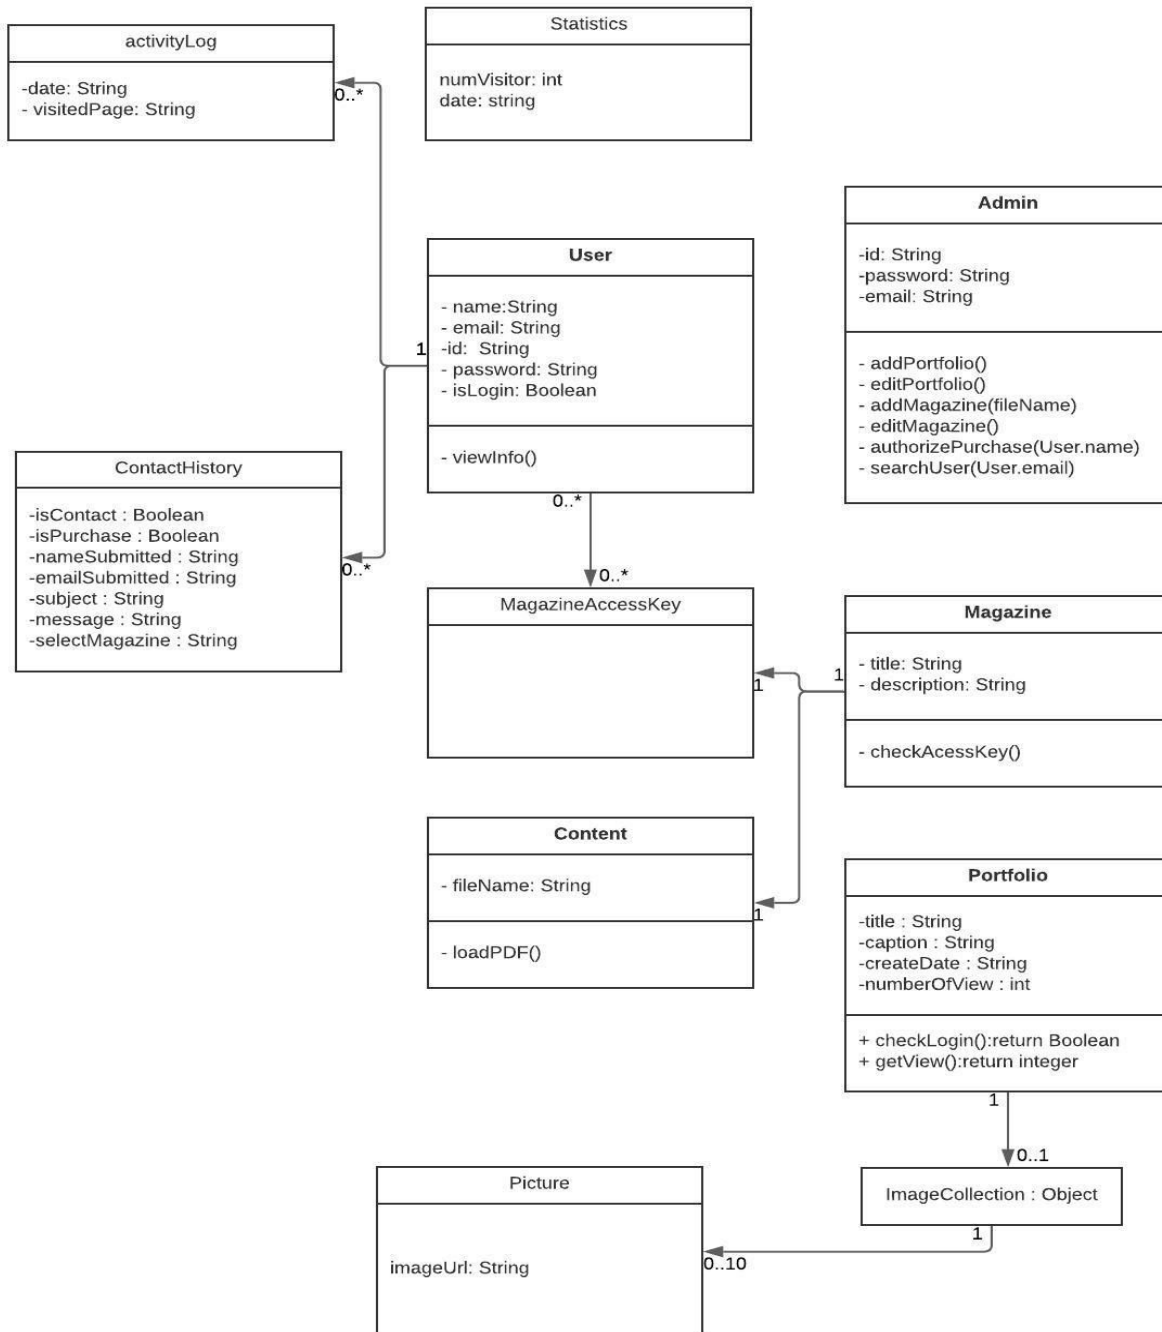 activityLog
-date: String
- visitedPage: String
0..*
Statistics
numVisitor: int
date: string
Admin
-id: String
-password: String
-email: String
- addPortfolio()
- editPortfolio()
- addMagazine(fileName)
- editMagazine()
- authorizePurchase(User.name)
- searchUser(User.email)
User
- name:String
- email: String
-id:  String
- password: String
- isLogin: Boolean
- viewInfo()
1
0..*
0..*
ContactHistory
-isContact : Boolean
-isPurchase : Boolean
-nameSubmitted : String
-emailSubmitted : String
-subject : String
-message : String
-selectMagazine : String
0..*
MagazineAccessKey
1
Magazine
- title: String
- description: String
- checkAcessKey()
1
Content
- fileName: String
- loadPDF()
1
Portfolio
-title : String
-caption : String
-createDate : String
-numberOfView : int
+ checkLogin():return Boolean
+ getView():return integer
1
0..1
ImageCollection : Object
1
0..10
Picture
imageUrl: String